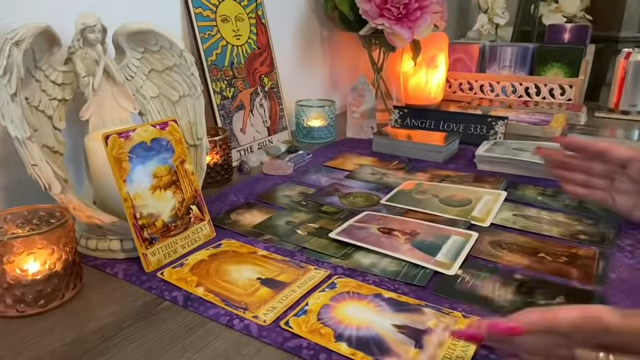 THE SUN
ANGEL LOVE 333
WITHIN THE NEXT
FEW WEEKS
ASK YOUR ANGELS